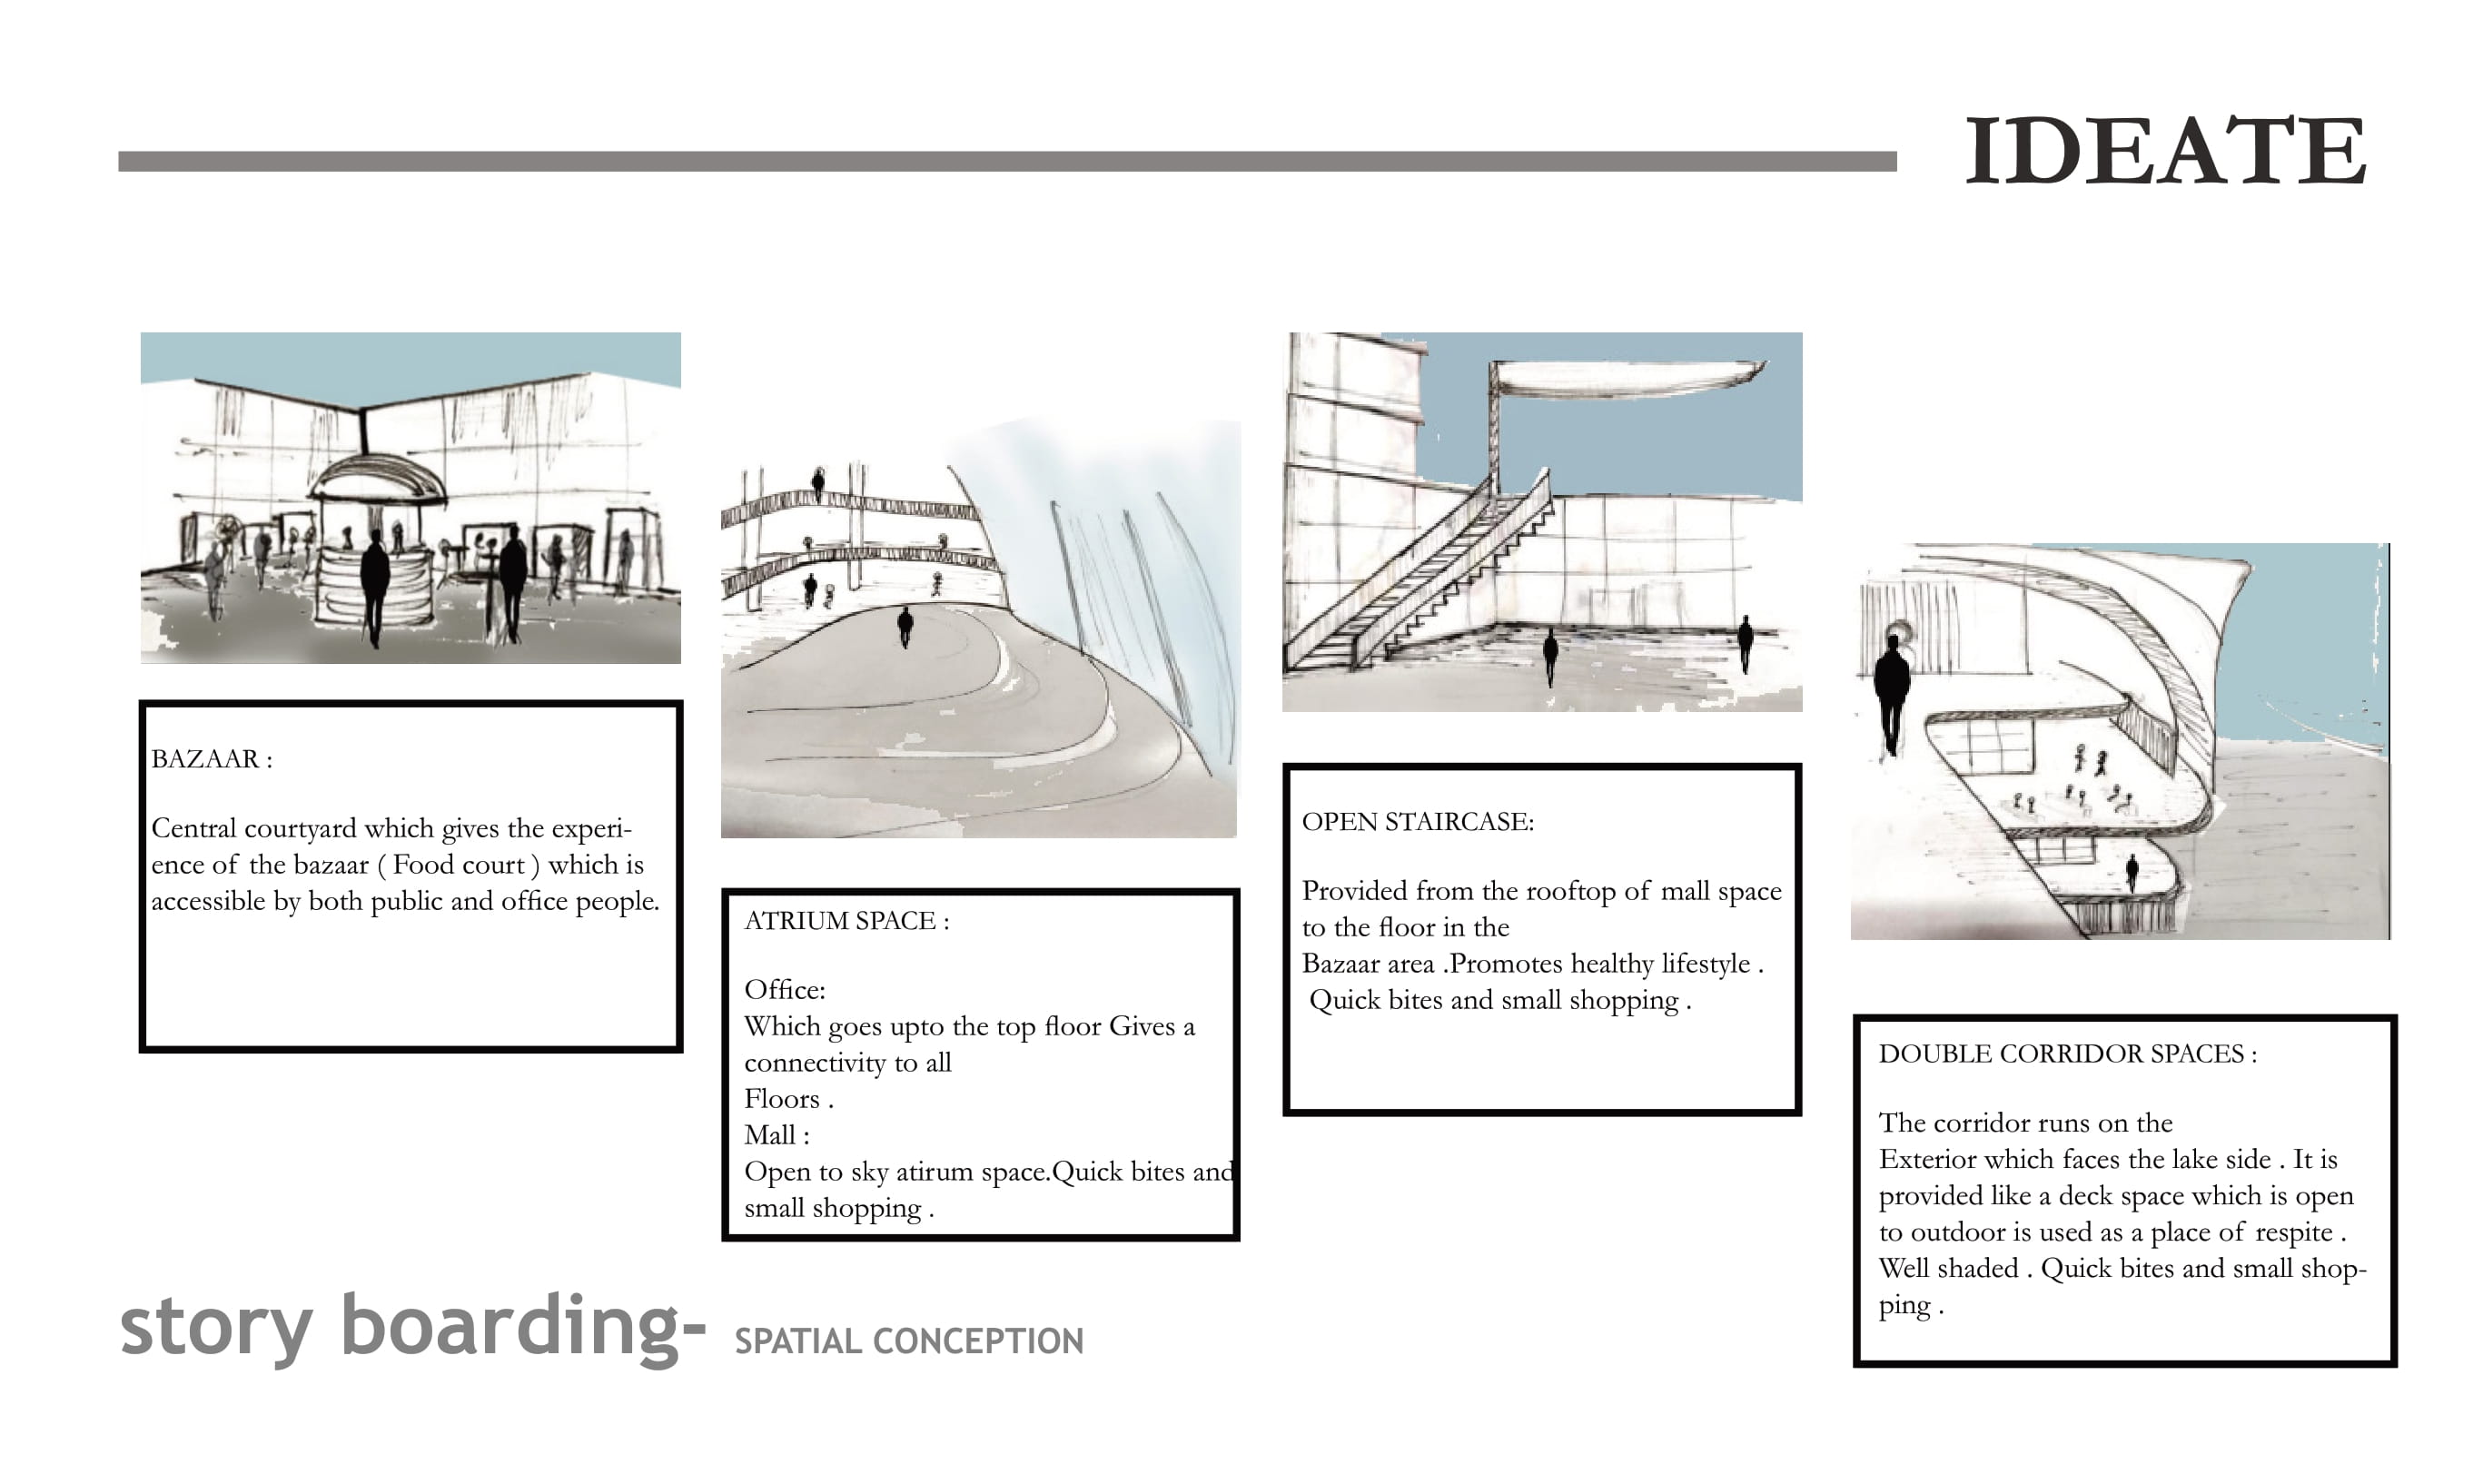 IDEATE
BAZAAR :
Central courtyard which gives the experi-
ence of the bazaar ( Food court ) which is
accessible by both public and office people.
ATRIUM SPACE :
Office:
Which goes upto the top floor Gives a
connectivity to all
Floors .
Mall :
Open to sky atirum space.Quick bites and
small shopping .
OPEN STAIRCASE:
Provided from the rooftop of mall space
to the floor in the
Bazaar area .Promotes healthy lifestyle .
Quick bites and small shopping .
DOUBLE CORRIDOR SPACES :
The corridor runs on the
Exterior which faces the lake side . It is
provided like a deck space which is open
to outdoor is used as a place of respite .
Well shaded . Quick bites and small shop-
ping .
story boarding- SPATIAL CONCEPTION